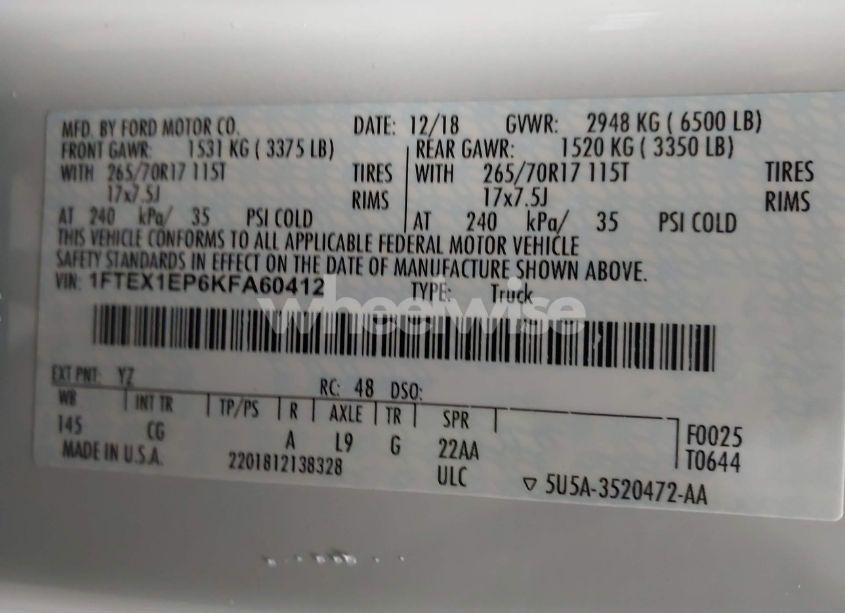 MFD. BY FORD MOTOR CO. DATE: 12/18 GVWR: 2948 KG ( 6500 LB)
FRONT GAWR: 1531 KG ( 3375 LB) REAR GAWR: 1520 KG ( 3350 LB)
WITH 265/70R17 115T TIRES WITH 265/70R17 115T TIRES
17x7.5J RIMS 17x7.5J RIMS
AT 240 kPa/ 35 PSI COLD AT 240 kPa/ 35 PSI COLD
THIS VEHICLE CONFORMS TO ALL APPLICABLE FEDERAL MOTOR VEHICLE
SAFETY STANDARDS IN EFFECT ON THE DATE OF MANUFACTURE SHOWN ABOVE.
VIN: 1FTEX1EP6KFA60412 TYPE: Truck
wheelwise
EXT PNT: YZ RC: 48 DSO:
WB INT TR TP/PS R AXLE TR SPR
145 CG A L9 G 22AA F0025
MADE IN U.S.A. 2201812138328 ULC T0644
▽ 5U5A-3520472-AA